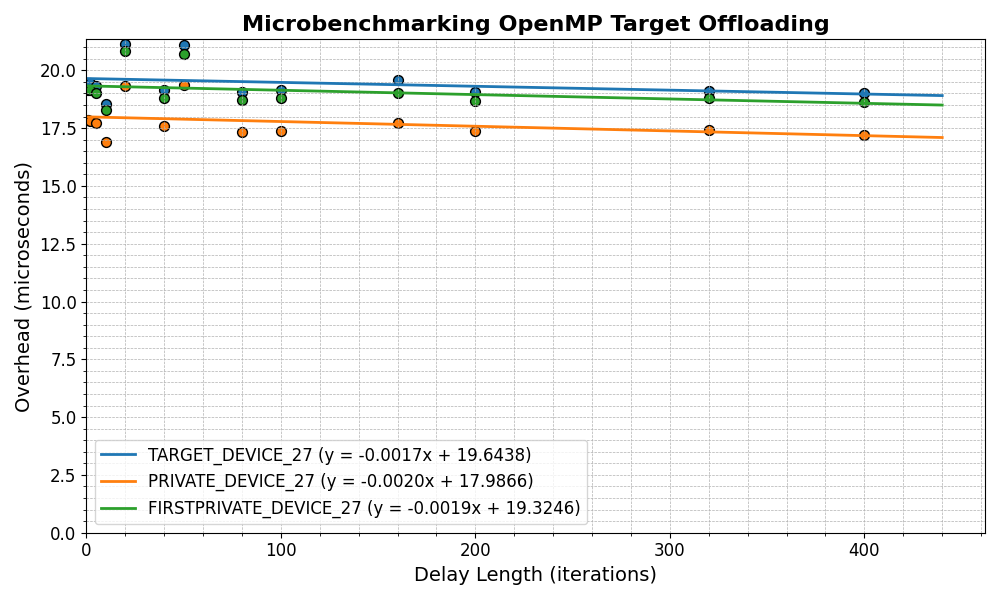 Microbenchmarking OpenMP Target Offloading
Overhead (microseconds)
20.0
17.5
15.0
12.5
10.0
7.5
5.0
2.5
0.0
TARGET_DEVICE_27 (y = -0.0017x + 19.6438)
PRIVATE_DEVICE_27 (y = -0.0020x + 17.9866)
FIRSTPRIVATE_DEVICE_27 (y = -0.0019x + 19.3246)
0 100 200 300 400
Delay Length (iterations)